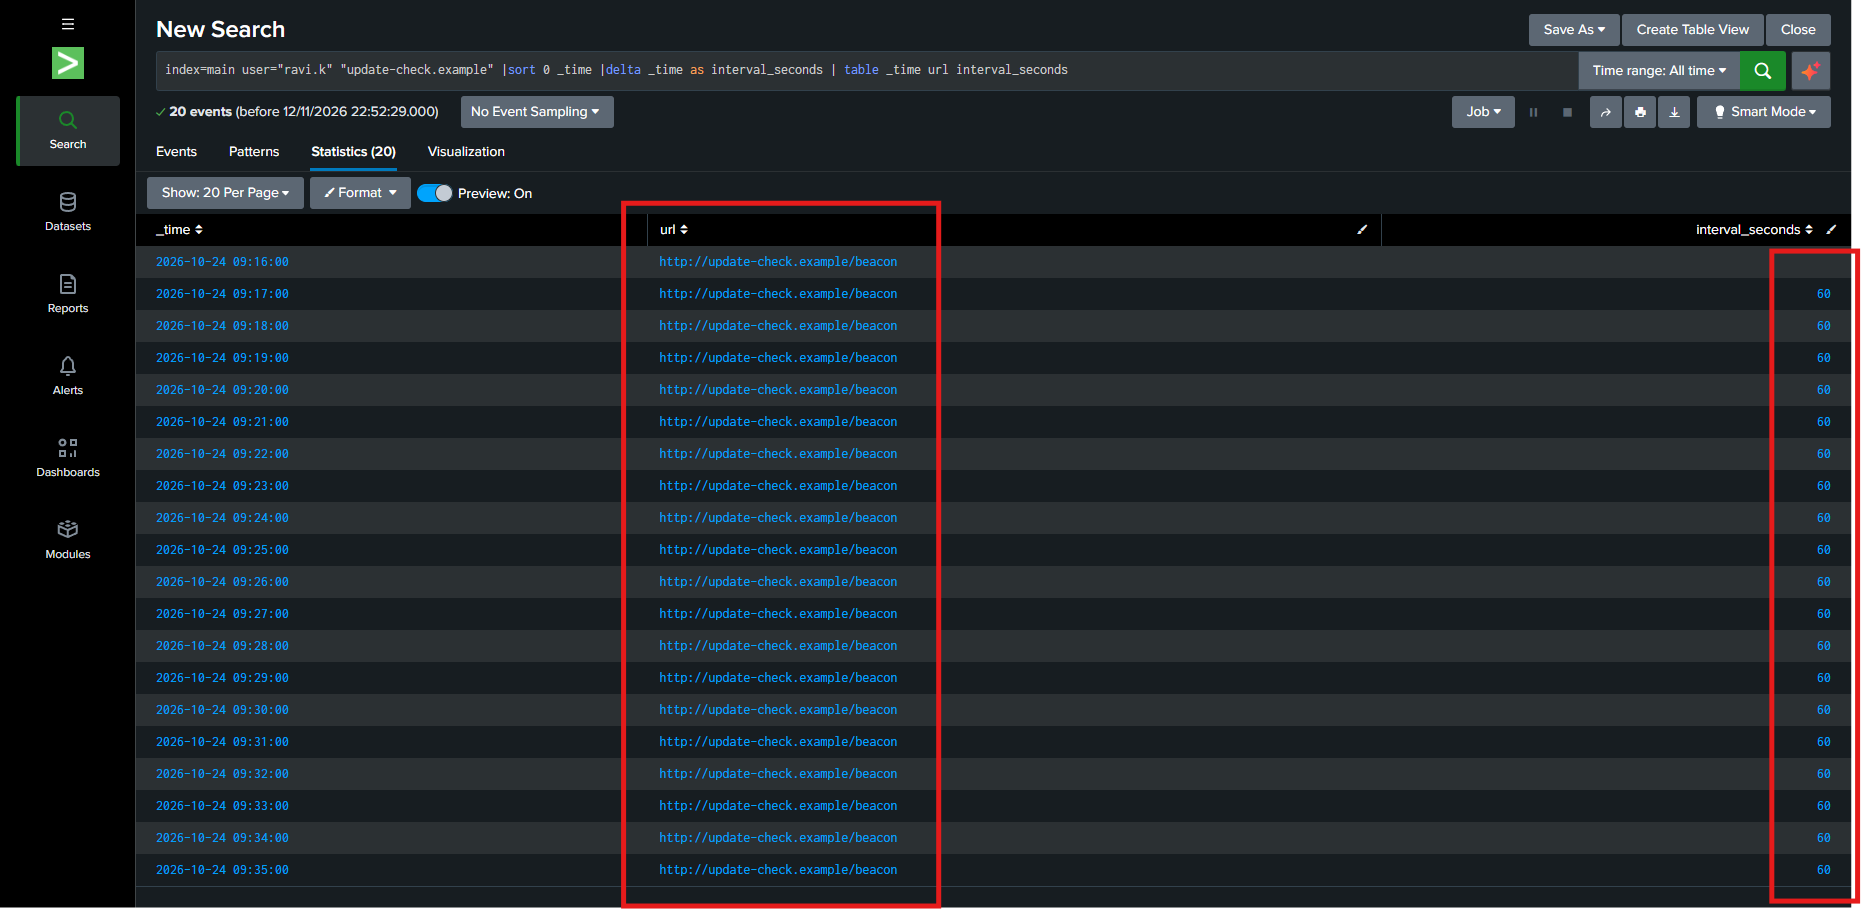 New Search
Save As
Create Table View
Close
index=main user="ravi.k" "update-check.example" |sort 0 _time |delta _time as interval_seconds | table _time url interval_seconds
Time range: All time
20 events (before 12/11/2026 22:52:29.000)
No Event Sampling
Job
Smart Mode
Search
Datasets
Reports
Alerts
Dashboards
Modules
Events
Patterns
Statistics (20)
Visualization
Show: 20 Per Page
Format
Preview: On
_time url interval_seconds
2026-10-24 09:16:00 http://update-check.example/beacon
2026-10-24 09:17:00 http://update-check.example/beacon 60
2026-10-24 09:18:00 http://update-check.example/beacon 60
2026-10-24 09:19:00 http://update-check.example/beacon 60
2026-10-24 09:20:00 http://update-check.example/beacon 60
2026-10-24 09:21:00 http://update-check.example/beacon 60
2026-10-24 09:22:00 http://update-check.example/beacon 60
2026-10-24 09:23:00 http://update-check.example/beacon 60
2026-10-24 09:24:00 http://update-check.example/beacon 60
2026-10-24 09:25:00 http://update-check.example/beacon 60
2026-10-24 09:26:00 http://update-check.example/beacon 60
2026-10-24 09:27:00 http://update-check.example/beacon 60
2026-10-24 09:28:00 http://update-check.example/beacon 60
2026-10-24 09:29:00 http://update-check.example/beacon 60
2026-10-24 09:30:00 http://update-check.example/beacon 60
2026-10-24 09:31:00 http://update-check.example/beacon 60
2026-10-24 09:32:00 http://update-check.example/beacon 60
2026-10-24 09:33:00 http://update-check.example/beacon 60
2026-10-24 09:34:00 http://update-check.example/beacon 60
2026-10-24 09:35:00 http://update-check.example/beacon 60